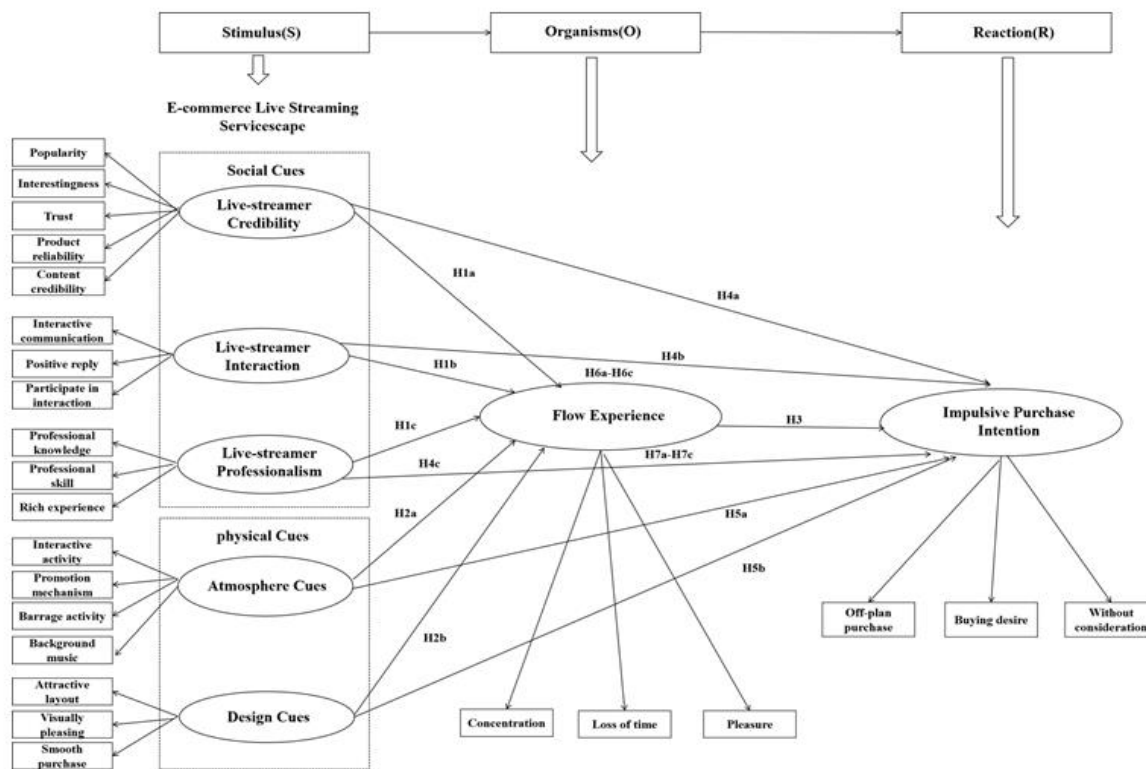 Stimulus(S)
Organisms(O)
Reaction(R)
E-commerce Live Streaming
Servicescape
Popularity
Interestingness
Trust
Product
reliability
Content
credibility
Social Cues
Live-streamer
Credibility
H1a
H4a
Interactive
communication
Positive reply
Participate in
interaction
Live-streamer
Interaction
H1b
H4b
H6a-H6c
Flow Experience
H3
Impulsive Purchase
Intention
Professional
knowledge
Professional
skill
Rich experience
Live-streamer
Professionalism
H1c
H4c
H7a-H7c
physical Cues
Interactive
activity
Promotion
mechanism
Barrage activity
Background
music
Atmosphere Cues
H2a
H5a
H5b
H2b
Off-plan
purchase
Buying desire
Without
consideration
Attractive
layout
Visually
pleasing
Smooth
purchase
Design Cues
Concentration
Loss of time
Pleasure